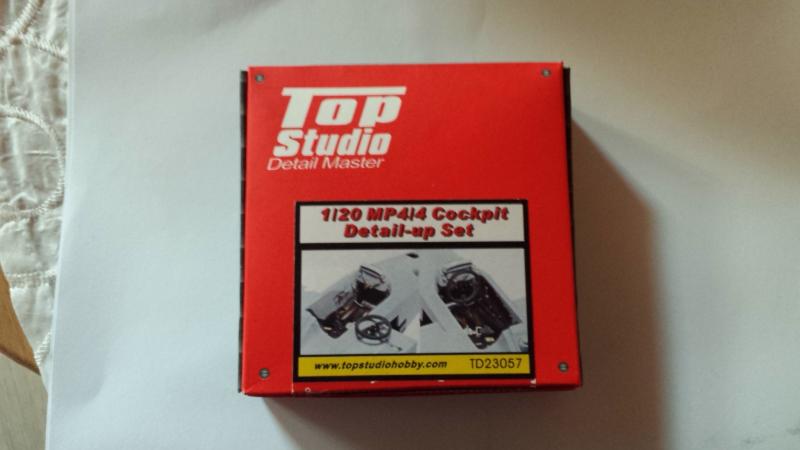 Top
Studio
Detail Master
1/20 MP4/4 Cockpit
Detail-up Set
www.topstudiohobby.com TD23057